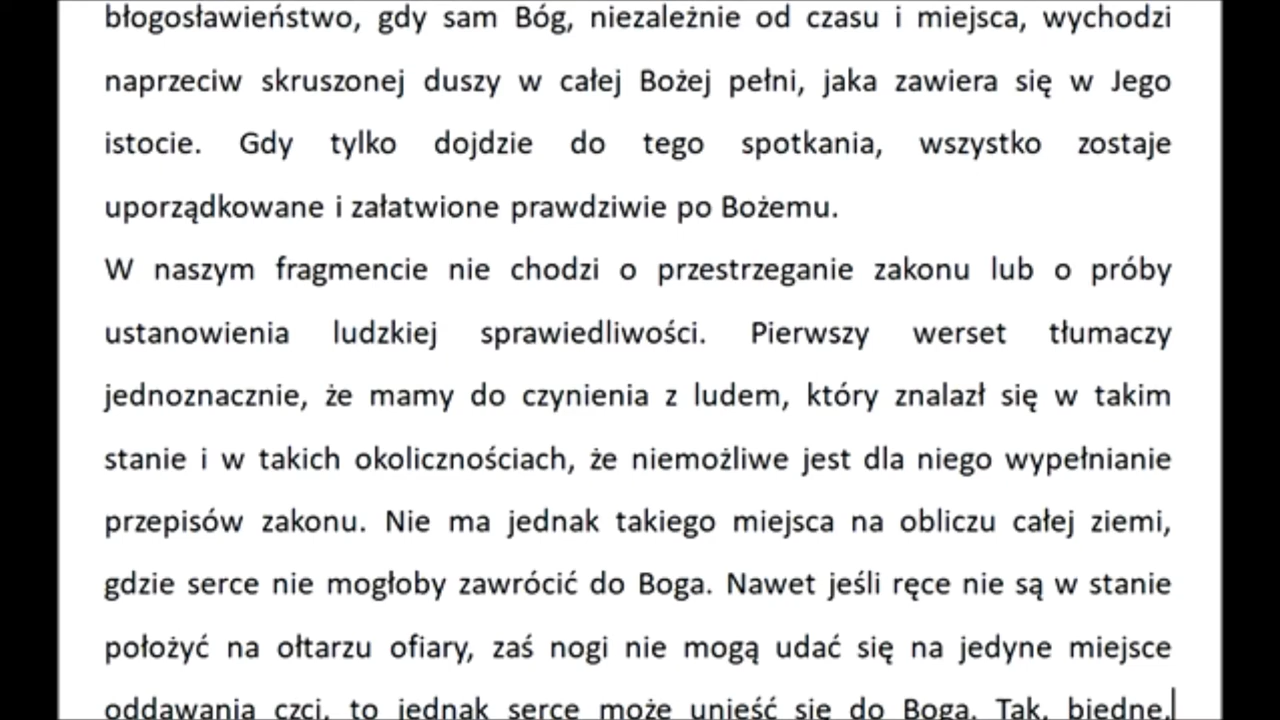 błogosławieństwo, gdy sam Bóg, niezależnie od czasu i miejsca, wychodzi
naprzeciw skruszonej duszy w całej Bożej pełni, jaka zawiera się w Jego
istocie. Gdy tylko dojdzie do tego spotkania, wszystko zostaje
uporządkowane i załatwione prawdziwie po Bożemu.
W naszym fragmencie nie chodzi o przestrzeganie zakonu lub o próby
ustanowienia ludzkiej sprawiedliwości. Pierwszy werset tłumaczy
jednoznacznie, że mamy do czynienia z ludem, który znalazł się w takim
stanie i w takich okolicznościach, że niemożliwe jest dla niego wypełnianie
przepisów zakonu. Nie ma jednak takiego miejsca na obliczu całej ziemi,
gdzie serce nie mogłoby zawrócić do Boga. Nawet jeśli ręce nie są w stanie
położyć na ołtarzu ofiary, zaś nogi nie mogą udać się na jedyne miejsce
oddawania czci, to jednak serce może unieść się do Boga. Tak, biedne,